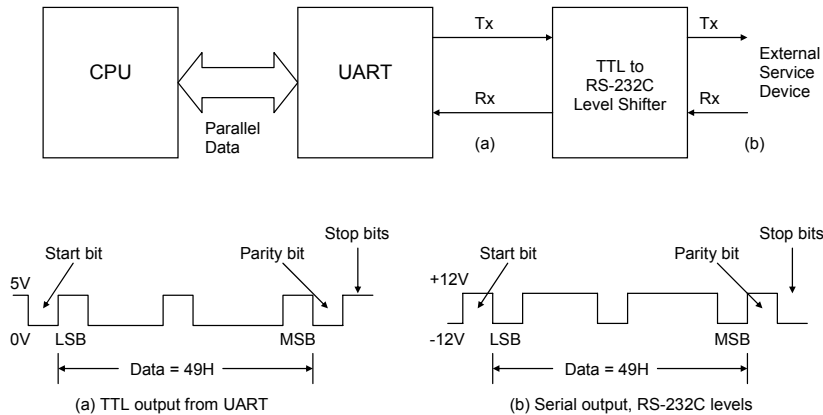 CPU
UART
TTL to
RS-232C
Level Shifter
Tx
Rx
Tx
Rx
External
Service
Device
Parallel
Data
(a)
(b)
Start bit
Parity bit
Stop bits
5V
0V
LSB
MSB
Data = 49H
(a) TTL output from UART
Start bit
Parity bit
Stop bits
+12V
-12V
LSB
MSB
Data = 49H
(b) Serial output, RS-232C levels